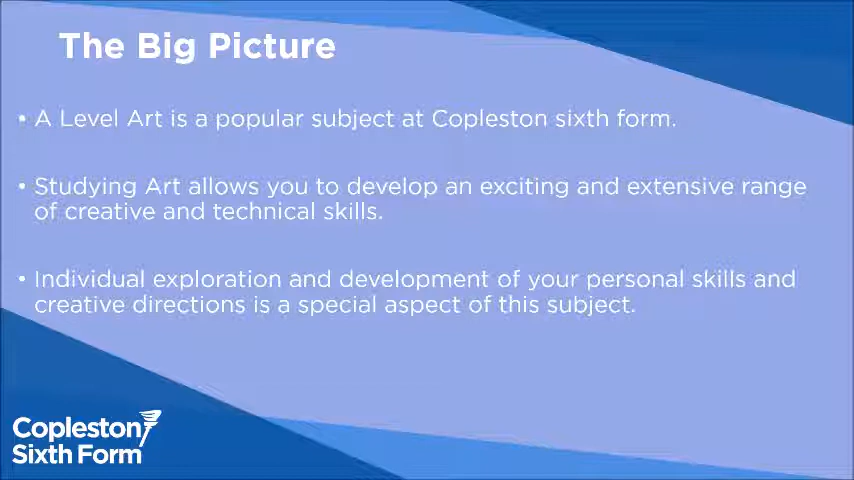 The Big Picture
• A Level Art is a popular subject at Copleston sixth form.
• Studying Art allows you to develop an exciting and extensive range
of creative and technical skills.
• Individual exploration and development of your personal skills and
creative directions is a special aspect of this subject.
Copleston
Sixth Form